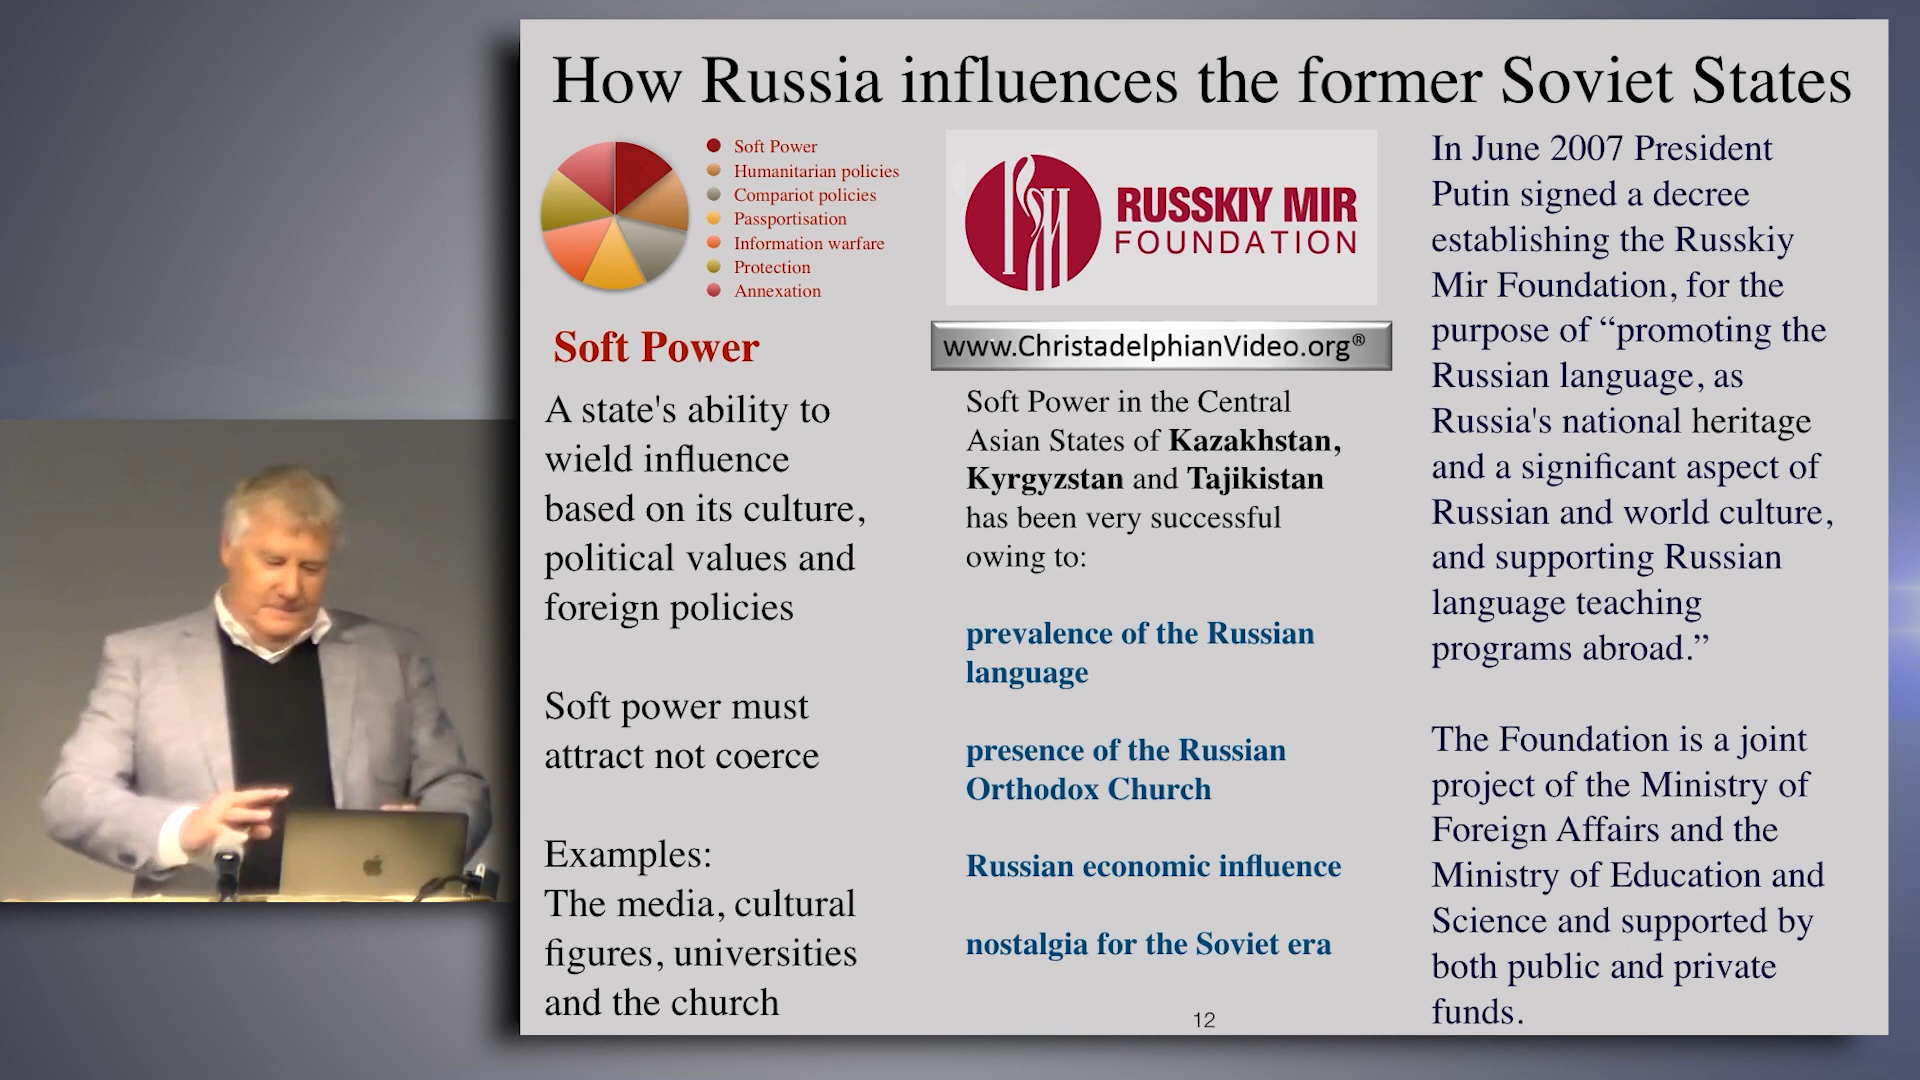 How Russia influences the former Soviet States
Soft Power
Humanitarian policies
Compariot policies
Passportisation
Information warfare
Protection
Annexation
Soft Power
A state's ability to
wield influence
based on its culture,
political values and
foreign policies
Soft power must
attract not coerce
Examples:
The media, cultural
figures, universities
and the church
RUSSKIY MIR
FOUNDATION
www.ChristadelphianVideo.org®
Soft Power in the Central
Asian States of Kazakhstan,
Kyrgyzstan and Tajikistan
has been very successful
owing to:
prevalence of the Russian
language
presence of the Russian
Orthodox Church
Russian economic influence
nostalgia for the Soviet era
12
In June 2007 President
Putin signed a decree
establishing the Russkiy
Mir Foundation, for the
purpose of “promoting the
Russian language, as
Russia's national heritage
and a significant aspect of
Russian and world culture,
and supporting Russian
language teaching
programs abroad.”
The Foundation is a joint
project of the Ministry of
Foreign Affairs and the
Ministry of Education and
Science and supported by
both public and private
funds.